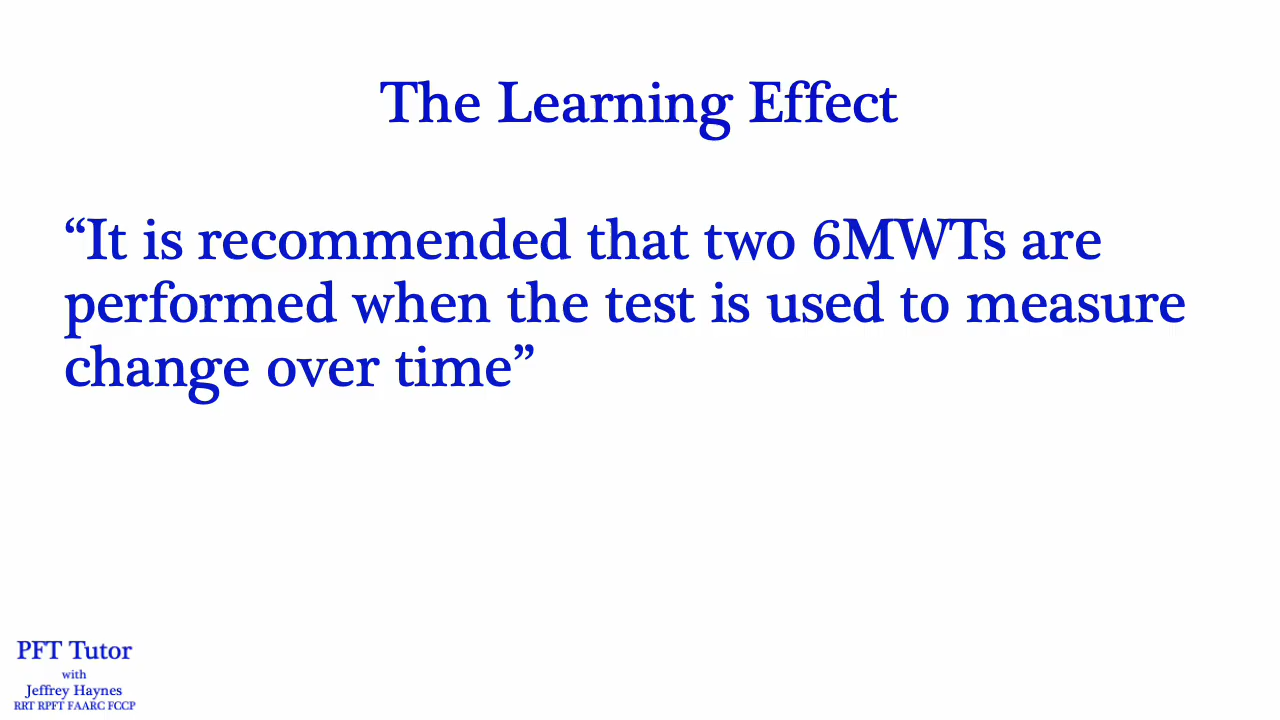 The Learning Effect
“It is recommended that two 6MWTs are
performed when the test is used to measure
change over time”
PFT Tutor
with
Jeffrey Haynes
RRT RPFT FAARC FCCP